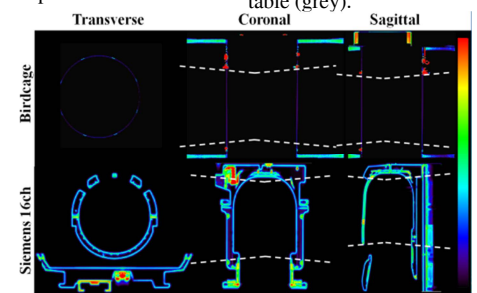 table (grey).
Transverse
Coronal
Sagittal
Birdcage
Siemens 16ch